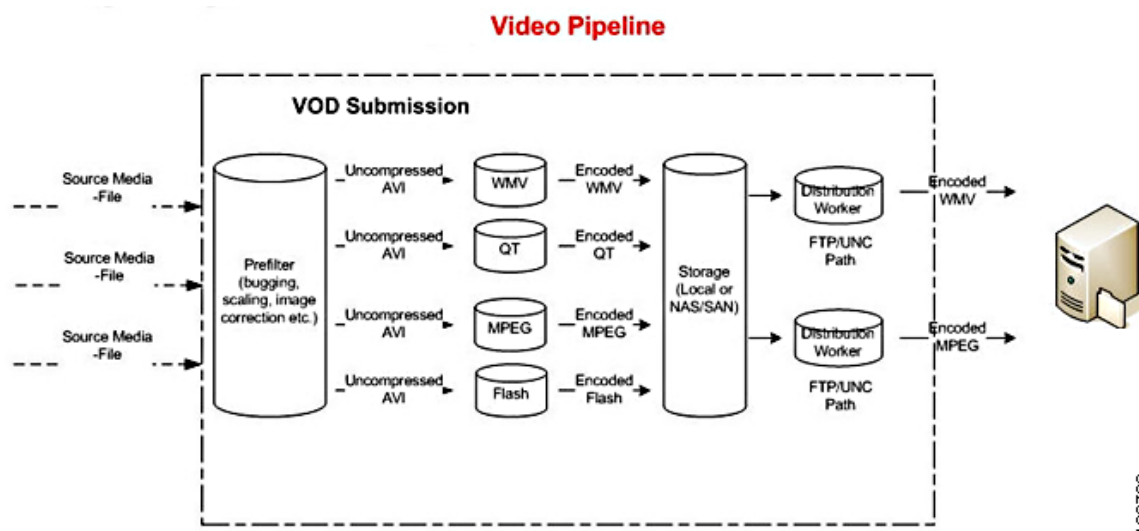 Video Pipeline
VOD Submission
Source Media
-File
Source Media
-File
Source Media
-File
Prefilter
(bugging,
scaling, image
correction etc.)
Uncompressed
AVI
WMV
Encoded
WMV
Uncompressed
AVI
QT
Encoded
QT
Uncompressed
AVI
MPEG
Encoded
MPEG
Uncompressed
AVI
Flash
Encoded
Flash
Storage
(Local or
NAS/SAN)
Distribution
Worker
FTP/UNC
Path
Encoded
WMV
Distribution
Worker
FTP/UNC
Path
Encoded
MPEG